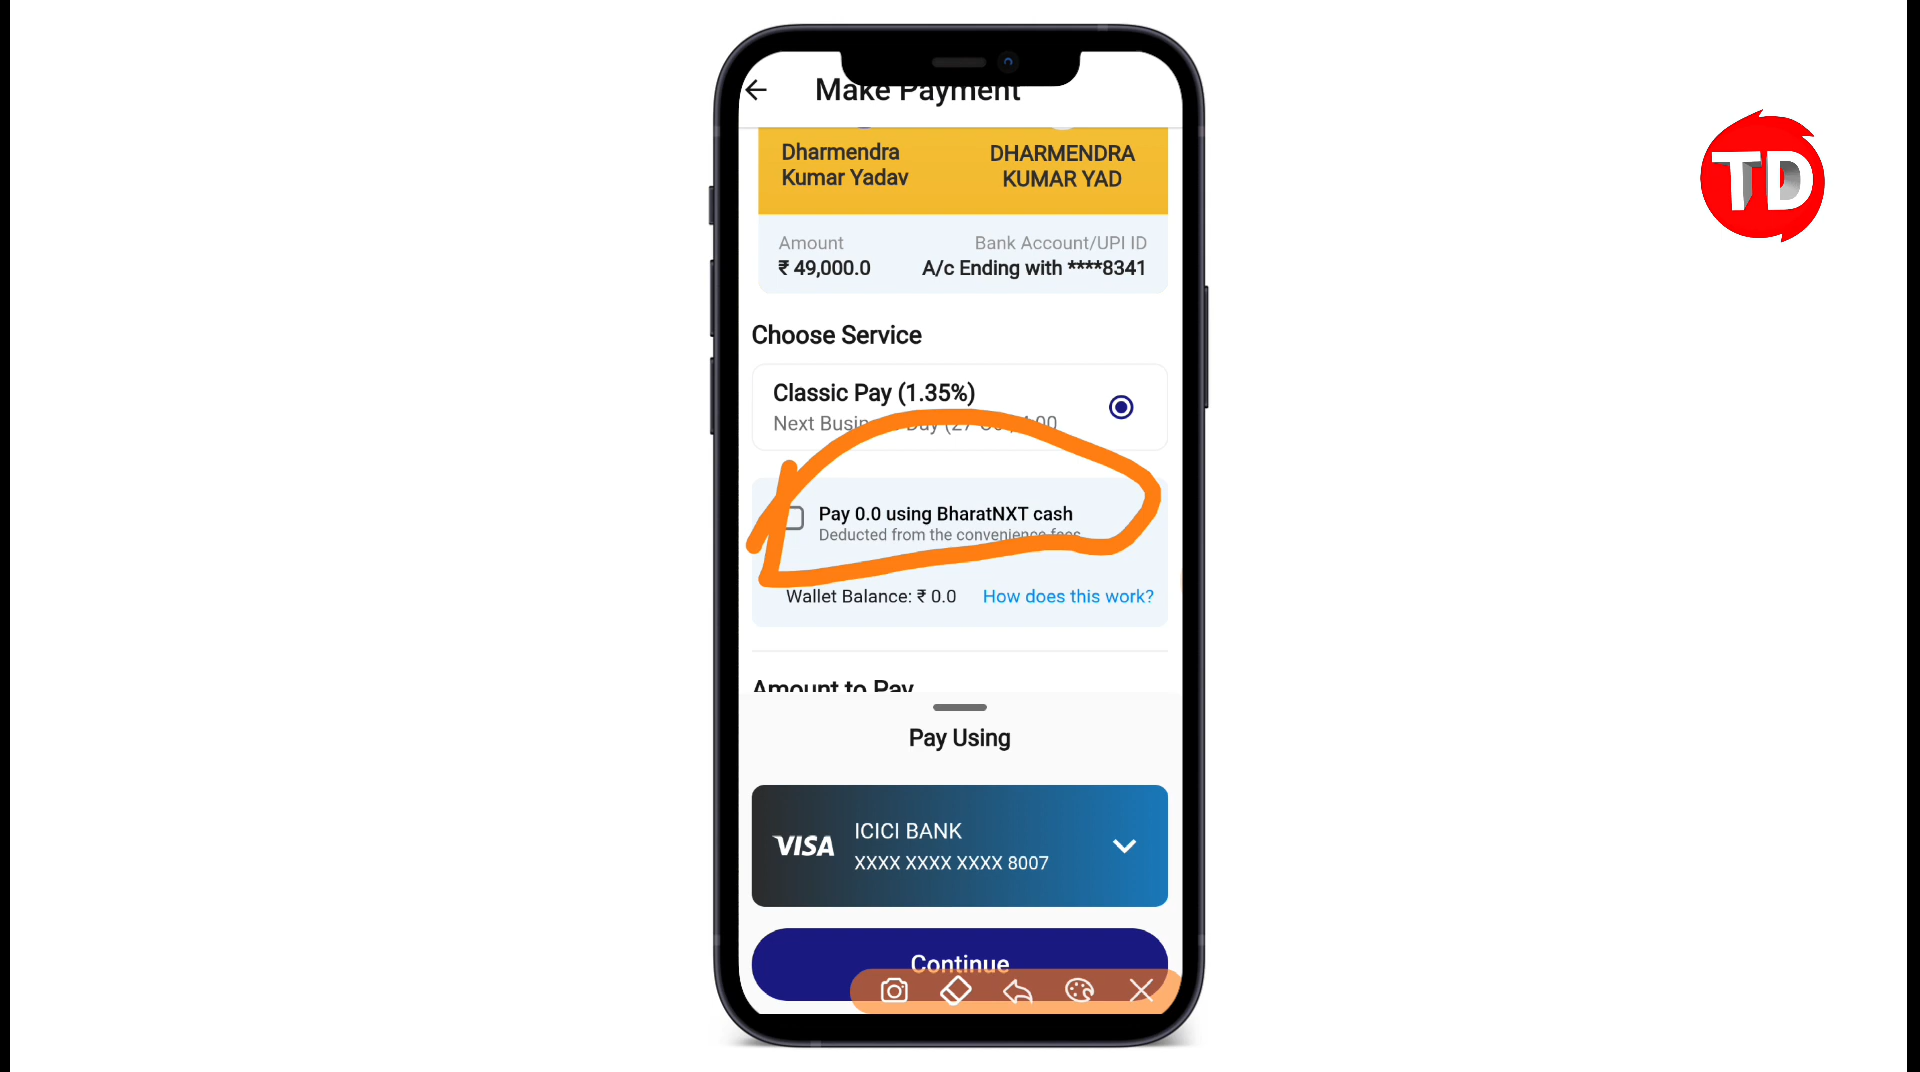 Make Payment
Dharmendra
Kumar Yadav
DHARMENDRA
KUMAR YAD
Amount
₹ 49,000.0
Bank Account/UPI ID
A/c Ending with ****8341
Choose Service
Classic Pay (1.35%)
Next Business Day (27
Pay 0.0 using BharatNXT cash
Deducted from the convenience fees
Wallet Balance: ₹ 0.0
How does this work?
Amount to Pay
Pay Using
VISA
ICICI BANK
XXXX XXXX XXXX 8007
Continue
TD